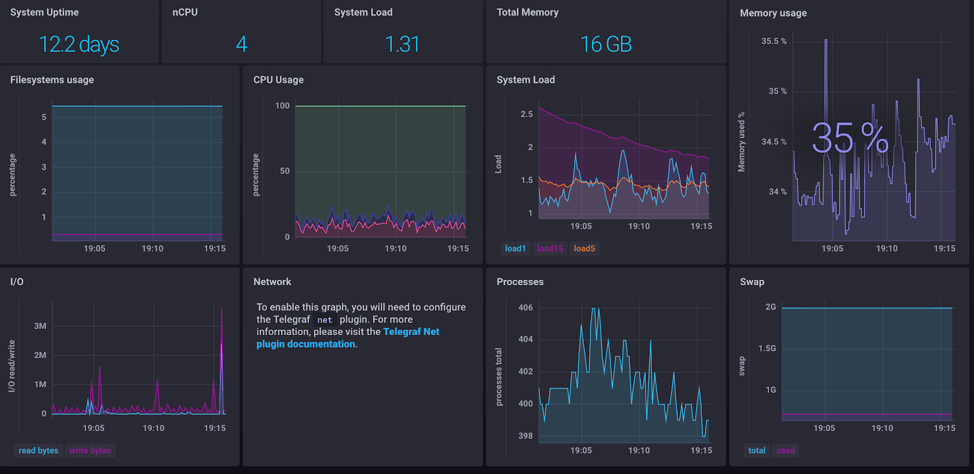 System Uptime
12.2 days
nCPU
4
System Load
1.31
Total Memory
16 GB
Memory usage
Memory used %
35.5 %
35 %
34.5 %
34 %
35 %
19:05 19:10 19:15
Filesystems usage
percentage
5
4
3
2
1
19:05 19:10 19:15
CPU Usage
percentage
100
50
0
19:05 19:10 19:15
System Load
Load
2.5
2
1.5
1
19:05 19:10 19:15
load1 load15 load5
I/O
I/O read/write
3M
2M
1M
0
19:05 19:10 19:15
read bytes write bytes
Network
To enable this graph, you will need to configure
the Telegraf net plugin. For more
information, please visit the Telegraf Net
plugin documentation.
Processes
processes total
406
404
402
400
398
19:05 19:10 19:15
Swap
swap
2G
1.5G
1G
19:05 19:10 19:15
total used